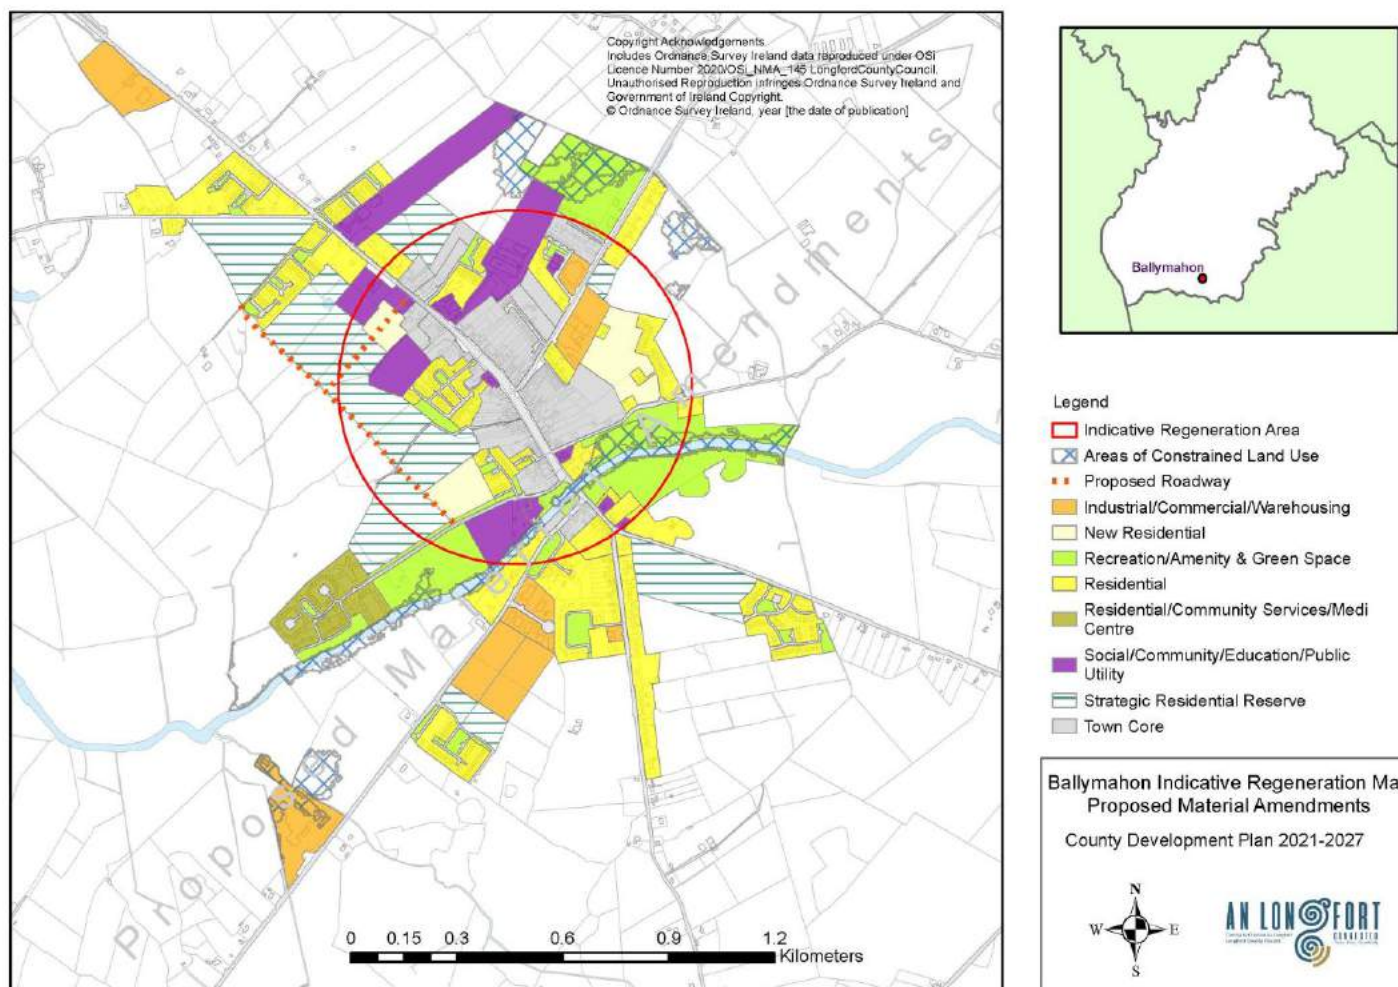 Copyright Acknowledgements
Includes Ordnance Survey Ireland data reproduced under OSi
Licence Number 2020/OSi_NMA_145 LongfordCountyCouncil.
Unauthorised Reproduction infringes Ordnance Survey Ireland and
Government of Ireland Copyright.
© Ordnance Survey Ireland, year [the date of publication]
Proposed Ma endments
0 0.15 0.3 0.6 0.9 1.2
Kilometers
Ballymahon
Legend
Indicative Regeneration Area
Areas of Constrained Land Use
Proposed Roadway
Industrial/Commercial/Warehousing
New Residential
Recreation/Amenity & Green Space
Residential
Residential/Community Services/Medi
Centre
Social/Community/Education/Public
Utility
Strategic Residential Reserve
Town Core
Ballymahon Indicative Regeneration Ma
Proposed Material Amendments
County Development Plan 2021-2027
N
W E
S
AN LONGFORT
CONNECTED